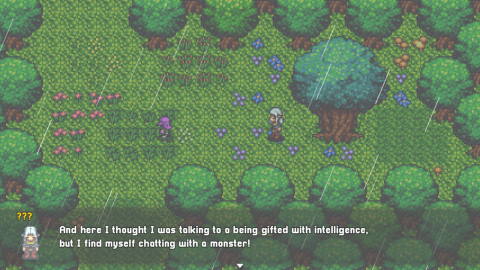 ???
And here I thought I was talking to a being gifted with intelligence,
but I find myself chatting with a monster!